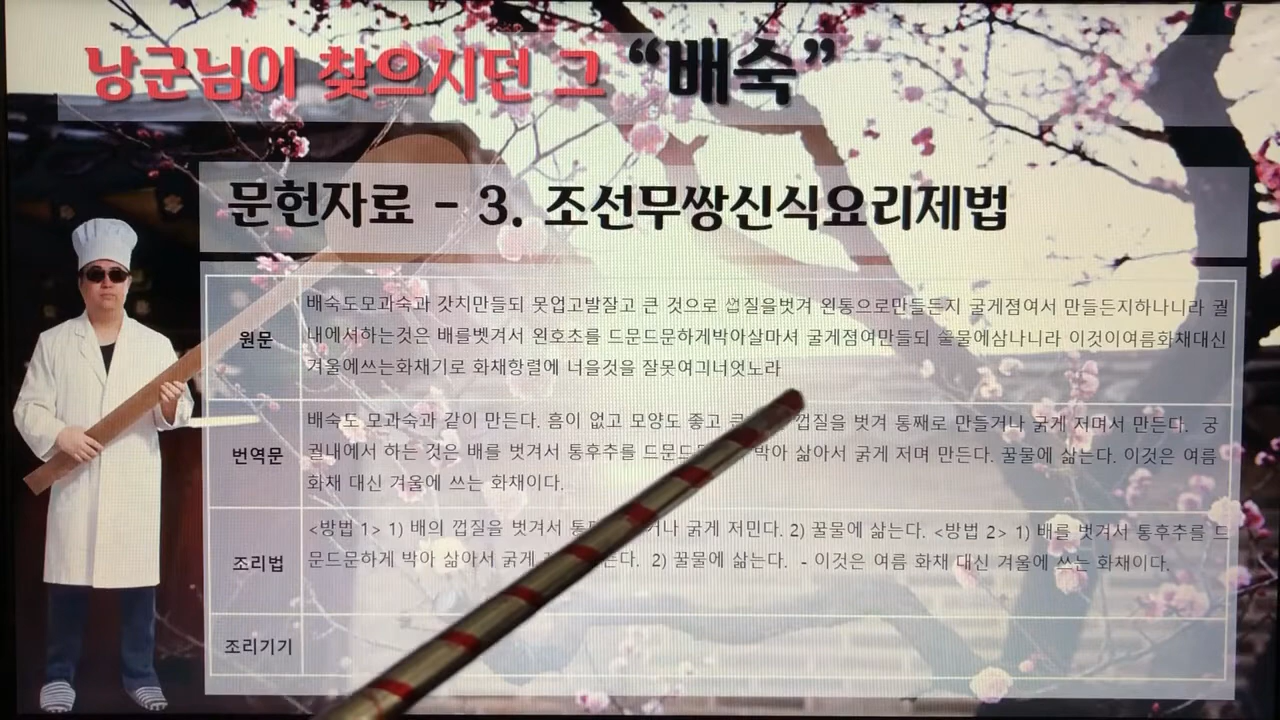 낭군님이 찾으시던 그 “배숙”
문헌자료 - 3. 조선무쌍신식요리제법
원문
배숙도모과숙과 갓치만들되 못업고발잘고 큰 것으로 껍질을벗겨 왼통으로만들든지 굴게점여서 만들든지하나니라 궐
내에셔하는것은 배를벳겨서 왼호초를 드문드문하게박아살마셔 굴게점여만들되 물에삼나니라 이것이여름화채대신
겨울에쓰는화채기로 화채항렬에 너을것을 잘못여긔너엇노라
번역문
배숙도 모과숙과 같이 만든다. 흠이 없고 모양도 좋고 큰 껍질을 벗겨 통째로 만들거나 굵게 저며서 만든다. 궁
궐내에서 하는 것은 배를 벗겨서 통후추를 박아 삶아서 굵게 저며 만든다. 꿀물에 삶는다. 이것은 여름
화채 대신 겨울에 쓰는 화채이다.
조리법
<방법 1> 1) 배의 껍질을 벗겨서 굵게 저민다. 2) 꿀물에 삶는다. <방법 2> 1) 배를 벗겨서 통후추를 드
문드문하게 박아 삶아서 굵게 2) 꿀물에 삶는다. - 이것은 여름 화채 대신 겨울에 쓰는 화채이다.
조리기기